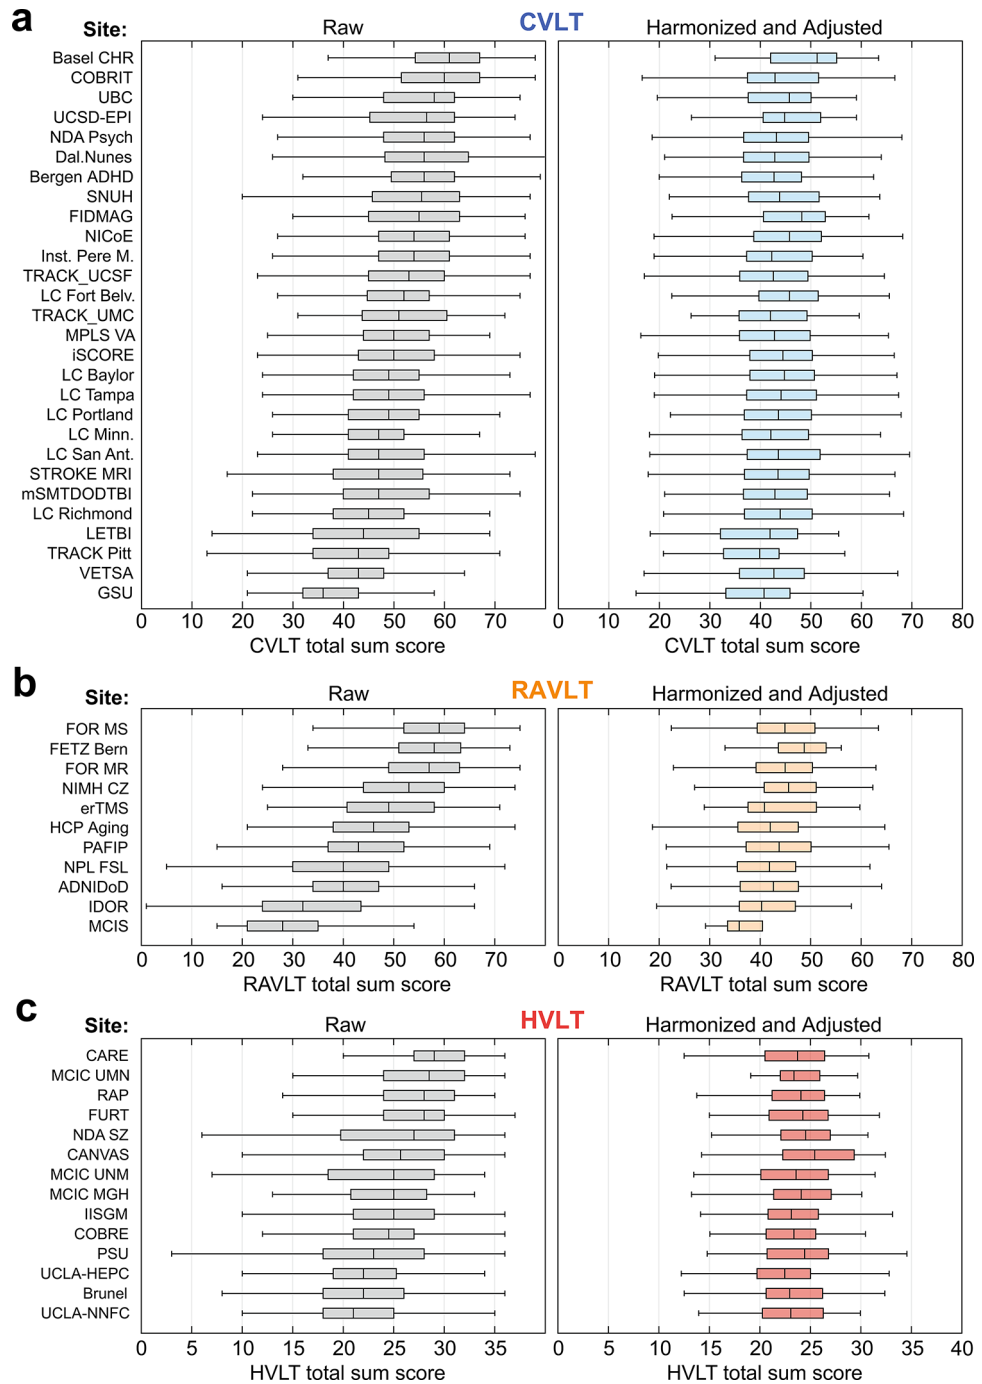 a
CVLT
Site: Raw Harmonized and Adjusted
Basel CHR
COBRIT
UBC
UCSD-EPI
NDA Psych
Dal.Nunes
Bergen ADHD
SNUH
FIDMAG
NICoE
Inst. Pere M.
TRACK_UCSF
LC Fort Belv.
TRACK_UMC
MPLS VA
iSCORE
LC Baylor
LC Tampa
LC Portland
LC Minn.
LC San Ant.
STROKE MRI
mSMTDODTBI
LC Richmond
LETBI
TRACK Pitt
VETSA
GSU
0 10 20 30 40 50 60 70 0 10 20 30 40 50 60 70 80
CVLT total sum score CVLT total sum score
b
RAVLT
Site: Raw Harmonized and Adjusted
FOR MS
FETZ Bern
FOR MR
NIMH CZ
erTMS
HCP Aging
PAFIP
NPL FSL
ADNIDoD
IDOR
MCIS
0 10 20 30 40 50 60 70 0 10 20 30 40 50 60 70 80
RAVLT total sum score RAVLT total sum score
c
HVLT
Site: Raw Harmonized and Adjusted
CARE
MCIC UMN
RAP
FURT
NDA SZ
CANVAS
MCIC UNM
MCIC MGH
IISGM
COBRE
PSU
UCLA-HEPC
Brunel
UCLA-NNFC
0 5 10 15 20 25 30 35 0 5 10 15 20 25 30 35 40
HVLT total sum score HVLT total sum score